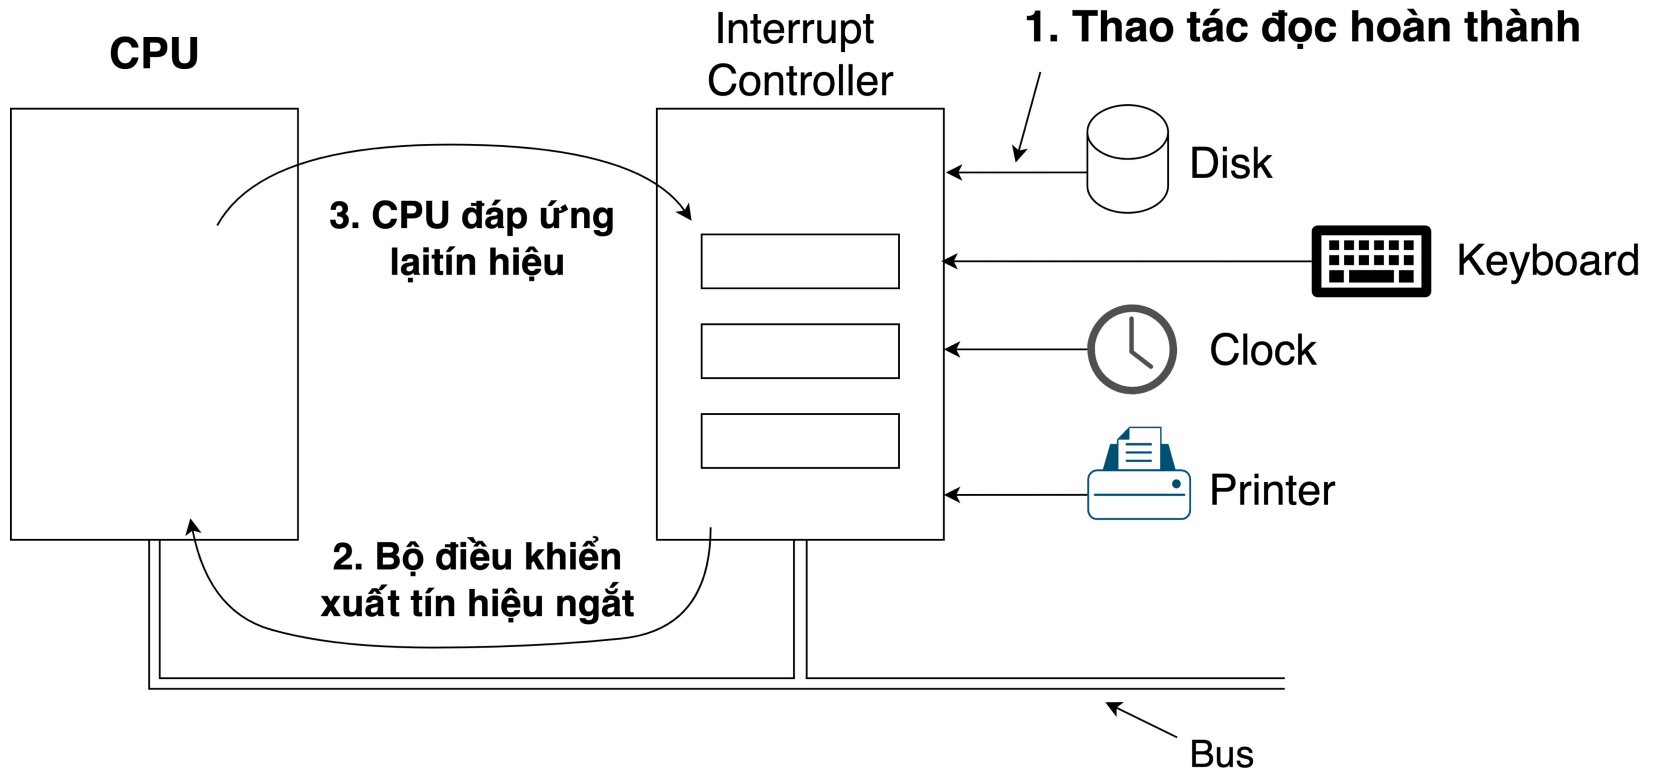 CPU
Interrupt
Controller
1. Thao tác đọc hoàn thành
Disk
3. CPU đáp ứng
lạitín hiệu
Keyboard
Clock
Printer
2. Bộ điều khiển
xuất tín hiệu ngắt
Bus